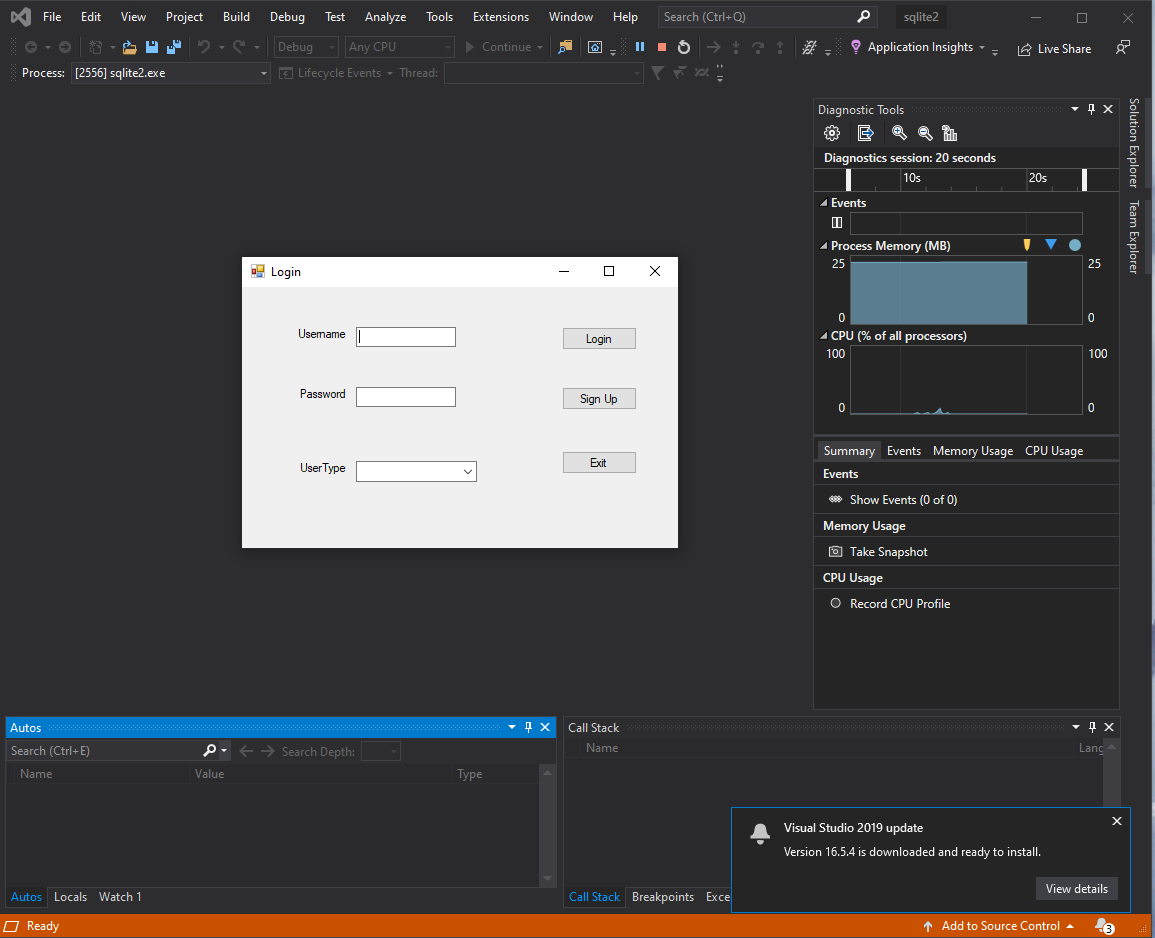 File Edit View Project Build Debug Test Analyze Tools Extensions Window Help Search (Ctrl+Q) sqlite2
Debug Any CPU Continue Application Insights Live Share
Process: [2556] sqlite2.exe Lifecycle Events Thread:
Diagnostic Tools
Diagnostics session: 20 seconds
10s 20s
Events
Process Memory (MB)
25 25
0 0
CPU (% of all processors)
100 100
0 0
Summary Events Memory Usage CPU Usage
Events
Show Events (0 of 0)
Memory Usage
Take Snapshot
CPU Usage
Record CPU Profile
Solution Explorer
Team Explorer
Login
Username Login
Password Sign Up
UserType Exit
Autos
Search (Ctrl+E) Search Depth:
Name Value Type
Autos Locals Watch 1
Call Stack
Name Lang
Call Stack Breakpoints Exce
Visual Studio 2019 update
Version 16.5.4 is downloaded and ready to install.
View details
Ready Add to Source Control 3